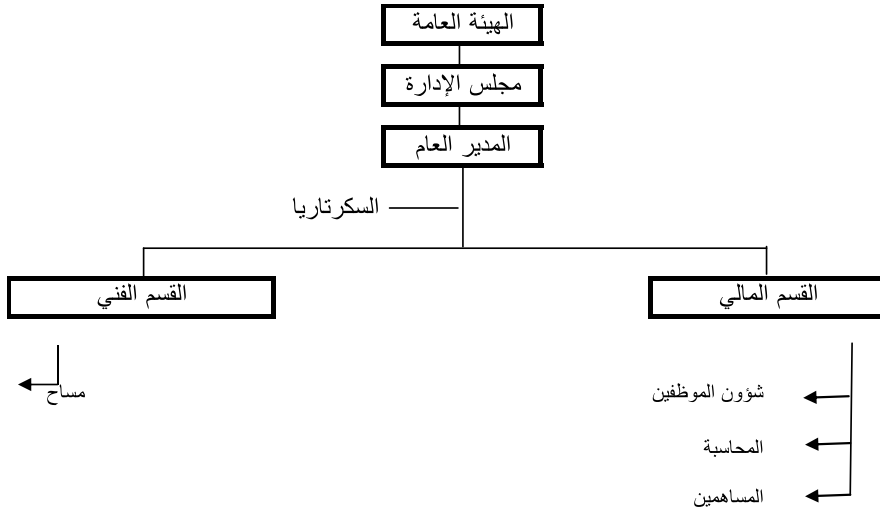 الهيئة العامة
مجلس الإدارة
المدير العام
السكرتاريا
القسم المالي
القسم الفني
شؤون الموظفين
المحاسبة
المساهمين
مساح